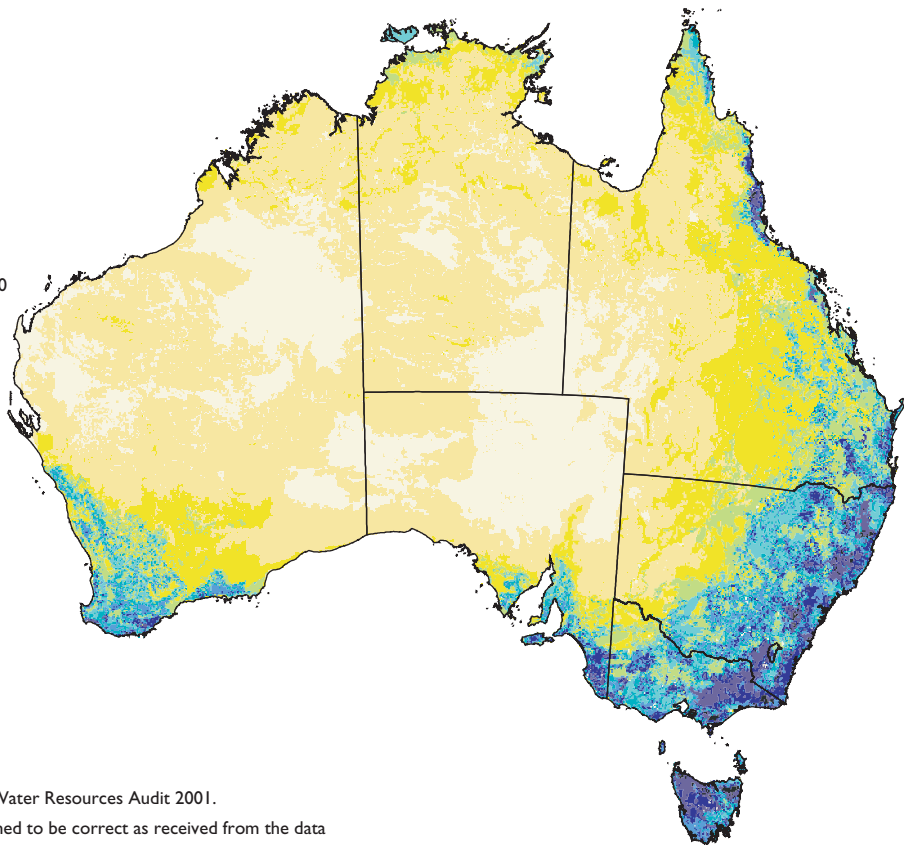 0
Water Resources Audit 2001.
ned to be correct as received from the data